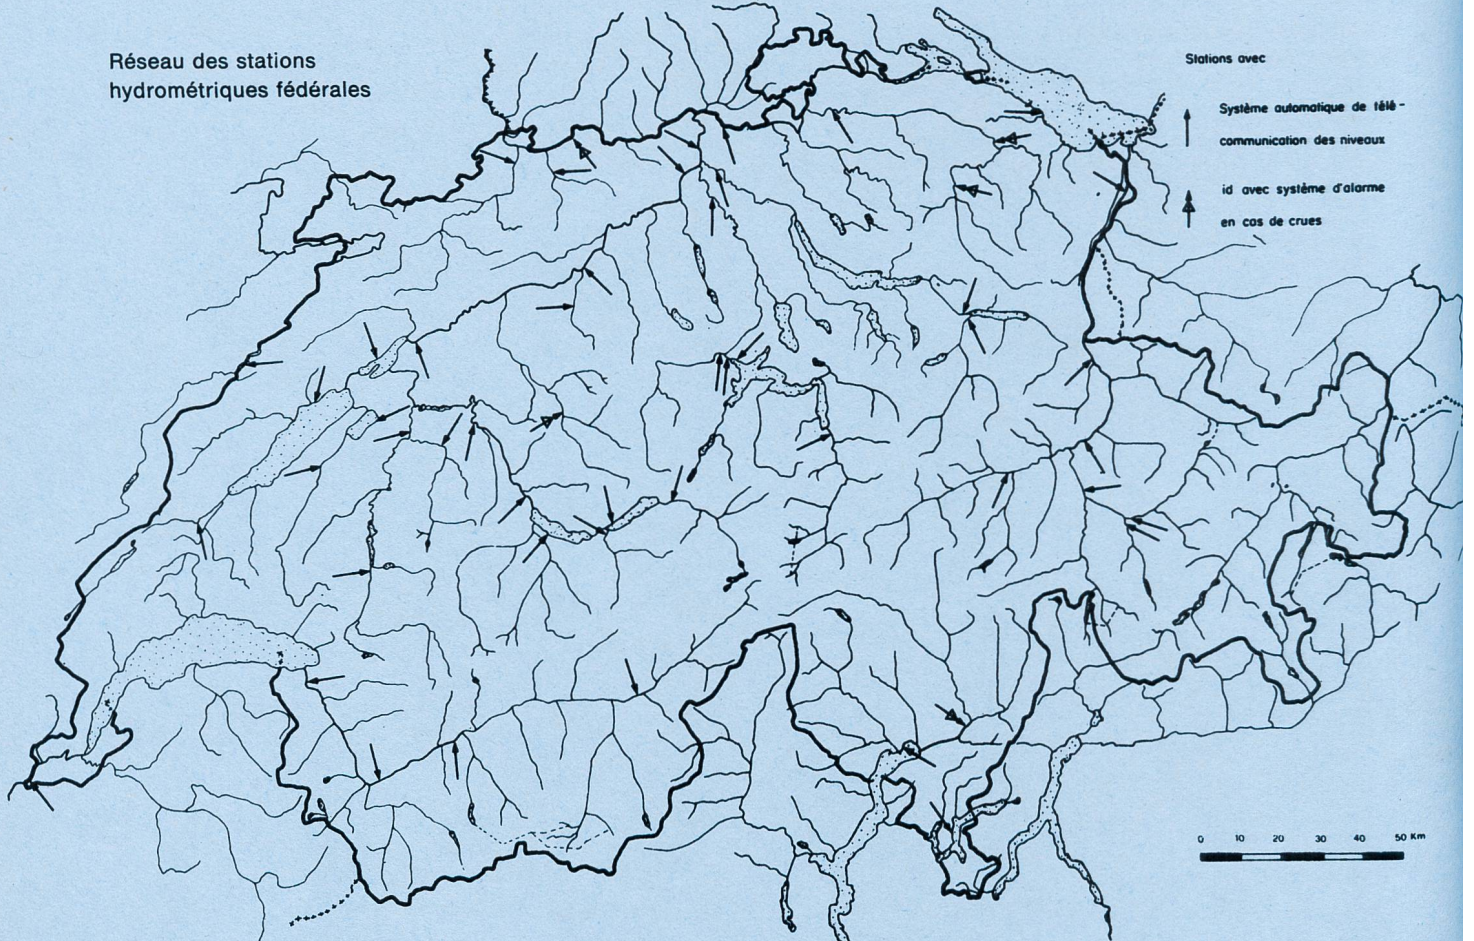 Réseau des stations
hydrométriques fédérales
Stations avec
Système automatique de télé-
communication des niveaux
id avec système d'alarme
en cas de crues
0 10 20 30 40 50 Km